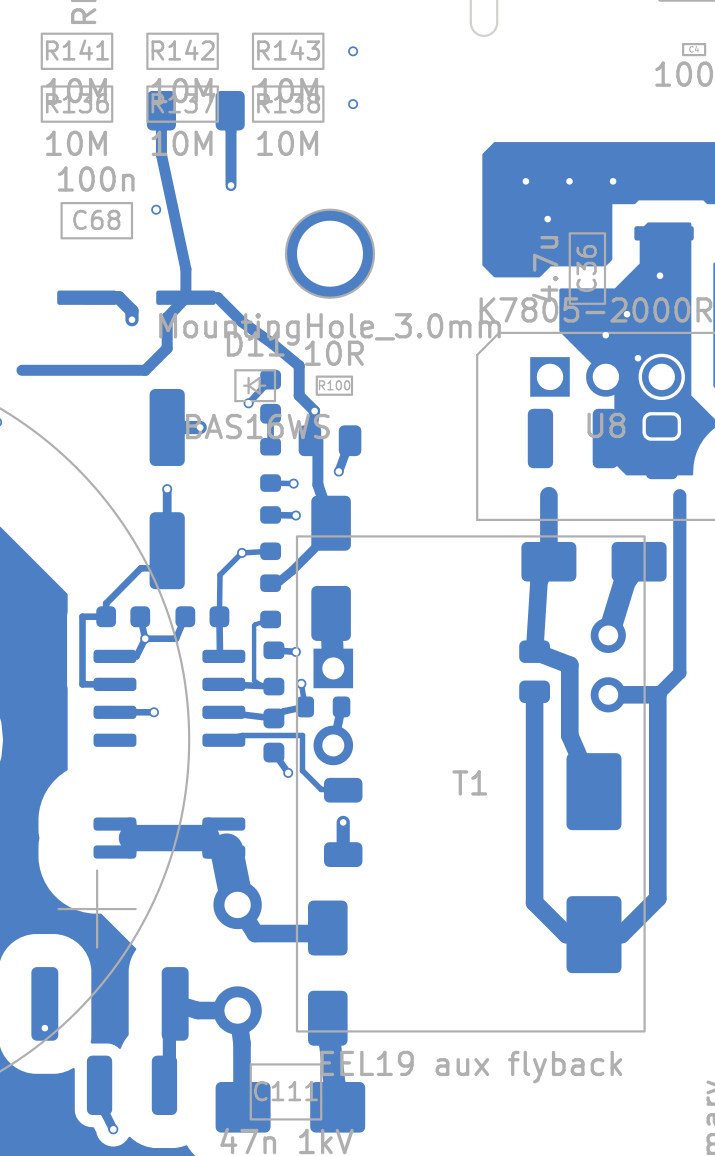 R141 R142 R143
C4
100
10M 10M 10M
R136 R137 R138
10M 10M 10M
100n
C68
4.7u
C36
K7805-2000R
MountingHole_3.0mm
D11 10R
R100
BAS16WS
U8
T1
EEL19 aux flyback
C111
47n 1kV
mary